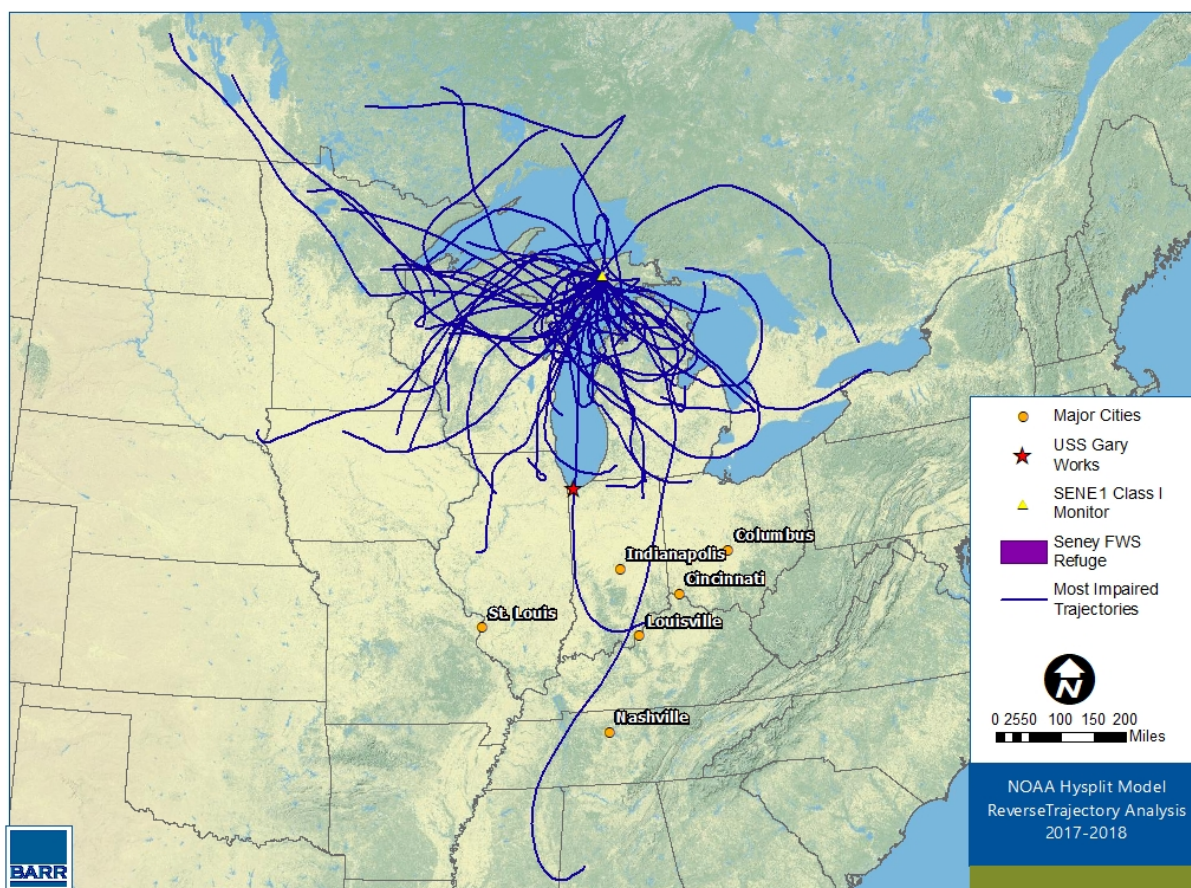 Columbus
Indianapolis
Cincinnati
St. Louis
Louisville
Nashville
Major Cities
USS Gary
Works
SENE1 Class I
Monitor
Seney FWS
Refuge
Most Impaired
Trajectories
N
0 2550 100 150 200
Miles
NOAA Hysplit Model
ReverseTrajectory Analysis
2017-2018
BARR